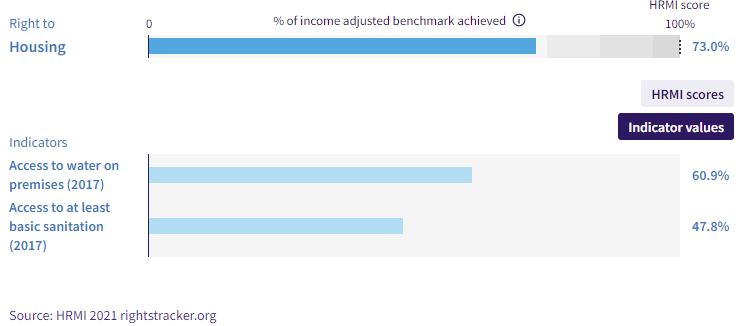 HRMI score
Right to
0
% of income adjusted benchmark achieved
100%
Housing
73.0%
HRMI scores
Indicator values
Indicators
Access to water on
premises (2017)
60.9%
Access to at least
basic sanitation
(2017)
47.8%
Source: HRMI 2021 rightstracker.org